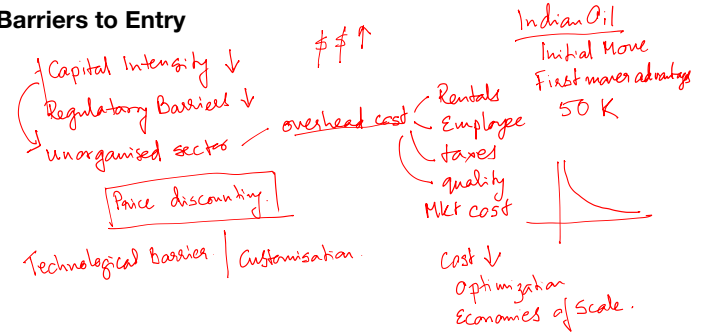 Barriers to Entry
Capital Intensity ↓
Regulatory Barriers ↓
unorganised sector
overhead cost
Rentals
Employee
taxes
quality
Mkt cost
$ $ ↑
Indian Oil
Initial Move
First mover advantage
50 K
Price discounting.
Technological Barrier | Customisation.
Cost ↓
Optimization
Economies of Scale.